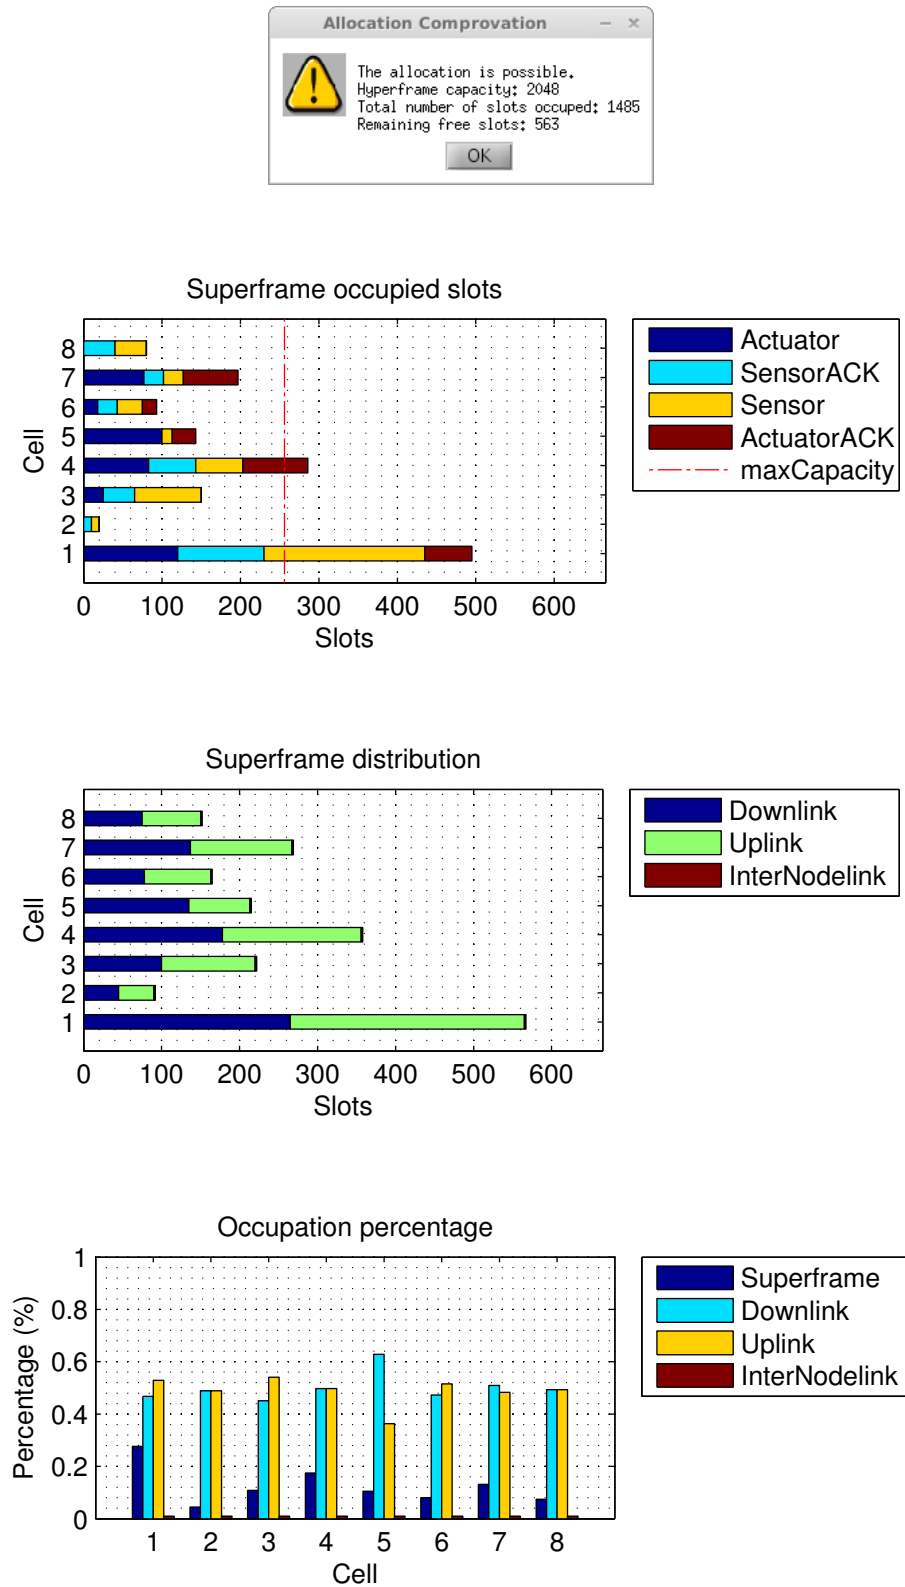 Allocation Comprovation
The allocation is possible.
Hyperframe capacity: 2048
Total number of slots occuped: 1485
Remaining free slots: 563
OK
Superframe occupied slots
8
7
6
5
4
3
2
1
Cell
0 100 200 300 400 500 600
Slots
Actuator
SensorACK
Sensor
ActuatorACK
maxCapacity
Superframe distribution
8
7
6
5
4
3
2
1
Cell
0 100 200 300 400 500 600
Slots
Downlink
Uplink
InterNodelink
Occupation percentage
1
0.8
0.6
0.4
0.2
0
Percentage (%)
1 2 3 4 5 6 7 8
Cell
Superframe
Downlink
Uplink
InterNodelink